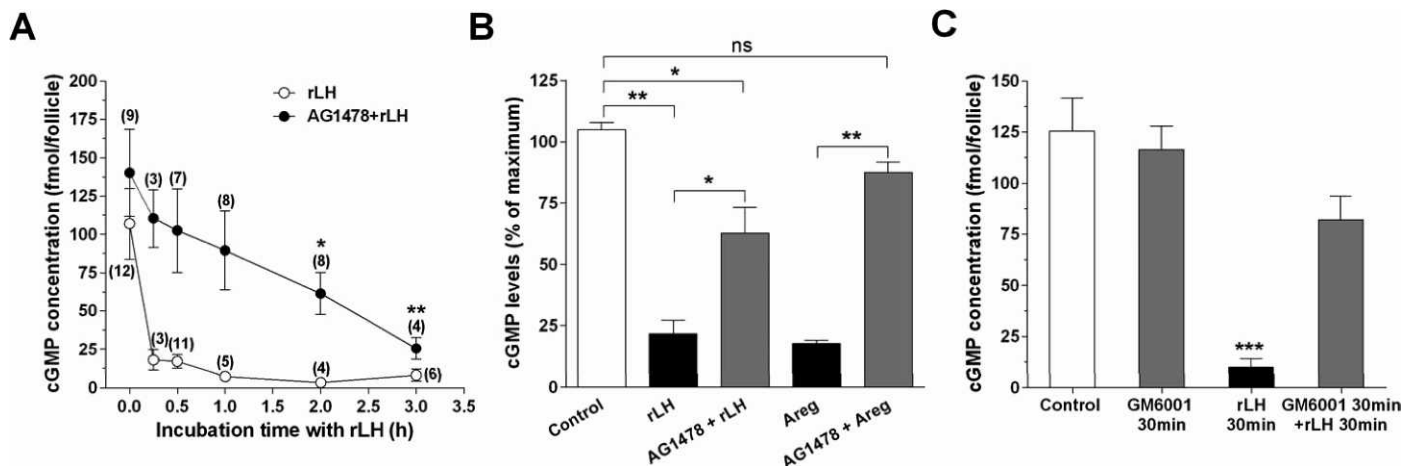 A
cGMP concentration (fmol/follicle)
200
175
150
125
100
75
50
25
0
rLH
AG1478+rLH
(9)
(3)
(7)
(8)
*
(8)
**
(4)
(12)
(3)
(11)
(5)
(4)
(6)
0.0 0.5 1.0 1.5 2.0 2.5 3.0 3.5
Incubation time with rLH (h)
B
cGMP levels (% of maximum)
125
100
75
50
25
0
ns
*
**
*
**
Control
rLH
AG1478 + rLH
Areg
AG1478 + Areg
C
cGMP concentration (fmol/follicle)
150
125
100
75
50
25
0
***
Control GM6001 rLH GM6001 30min
30min 30min +rLH 30min